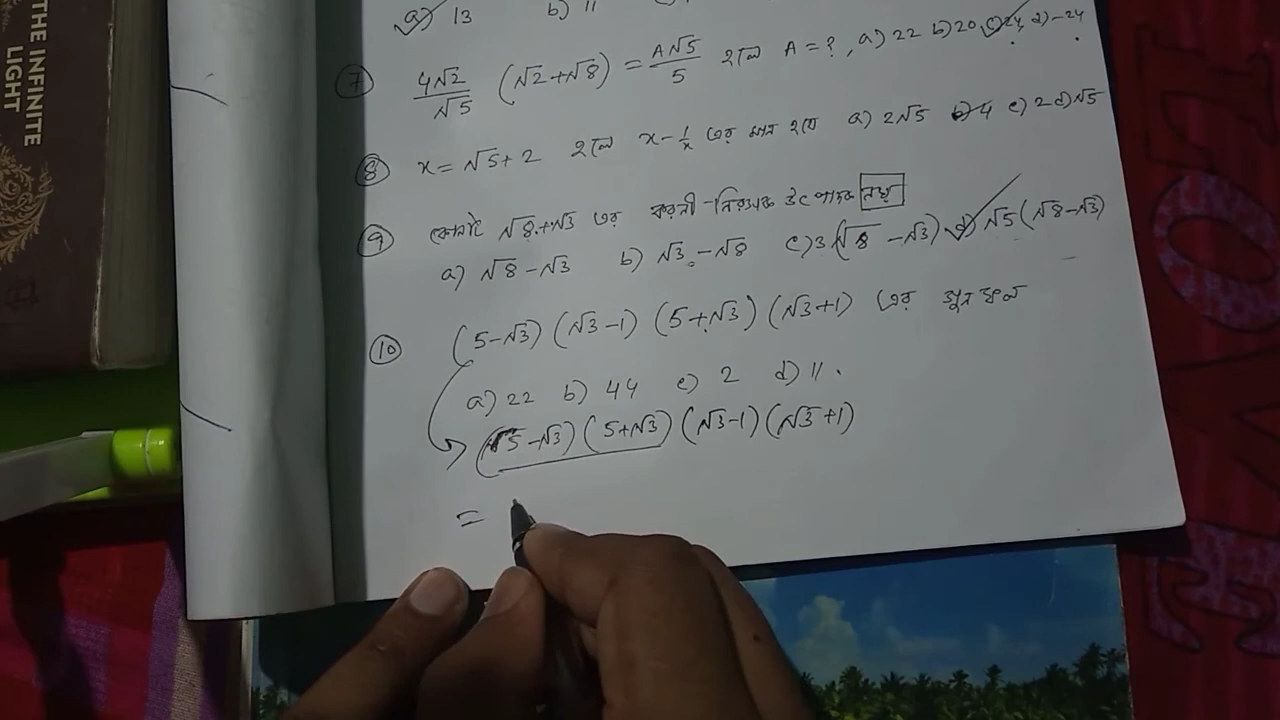 THE INFINITE
LIGHT
a) 13 b) 11
⑦ 4√2/√5 (√2+√8) = A√5/5 হলে A = ?, a) 22 b) 20 c) 24 d) -24
⑧ x = √5+2 হলে x - 1/x এর মান হবে a) 2√5 b) 4 c) 2 d) √5
⑨ কোনটি √8+√3 এর করণী-নিরসক উৎপাদক নয়
a) √8-√3 b) √3-√8 c) 3(√8-√3) d) √5(√8-√3)
⑩ (5-√3) (√3-1) (5+√3) (√3+1) এর গুনফল
a) 22 b) 44 c) 2 d) 11.
(5-√3) (5+√3) (√3-1) (√3+1)
=